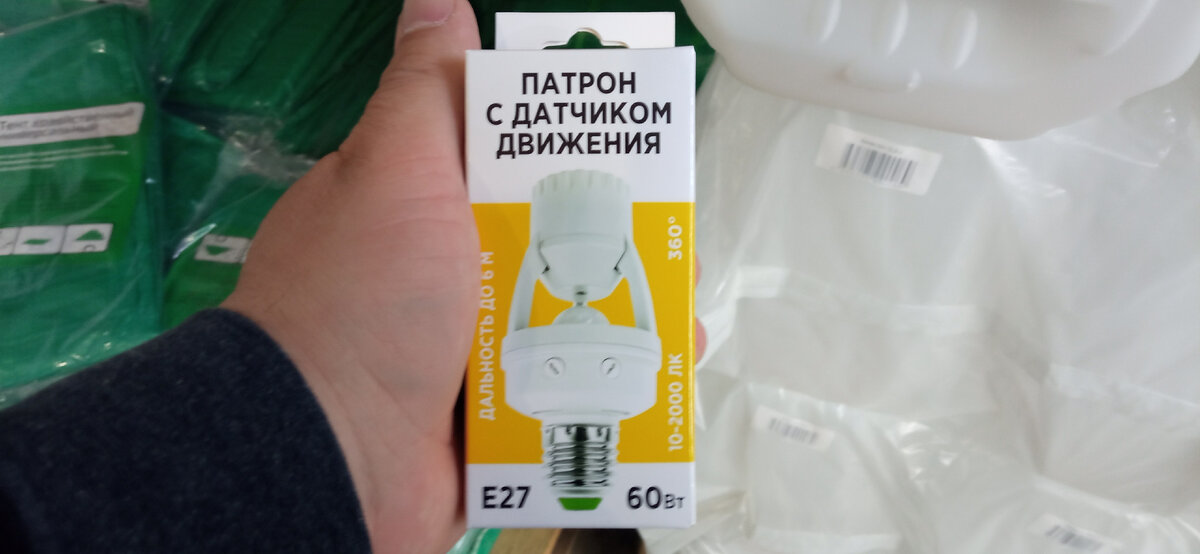 ПАТРОН
С ДАТЧИКОМ
ДВИЖЕНИЯ
ДАЛЬНОСТЬ ДО 6 М
360°
10-2000 ЛК
E27
60Вт